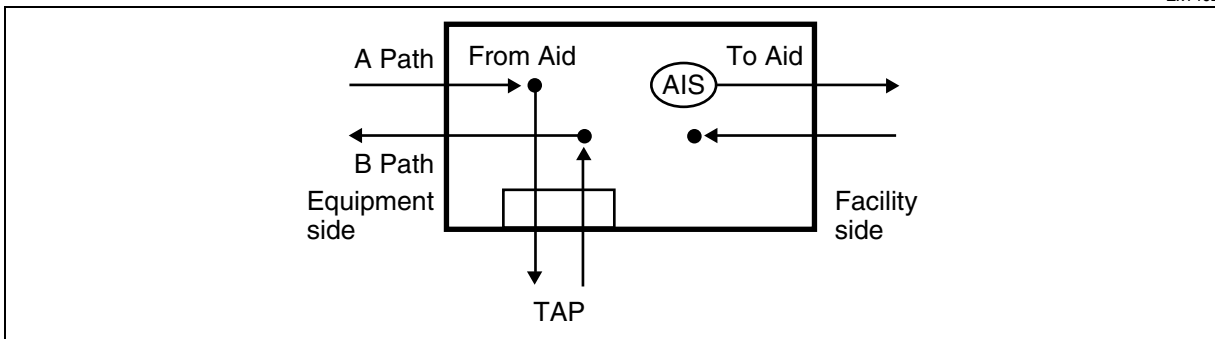 A Path
From Aid
To Aid
AIS
B Path
Equipment
side
Facility
side
TAP